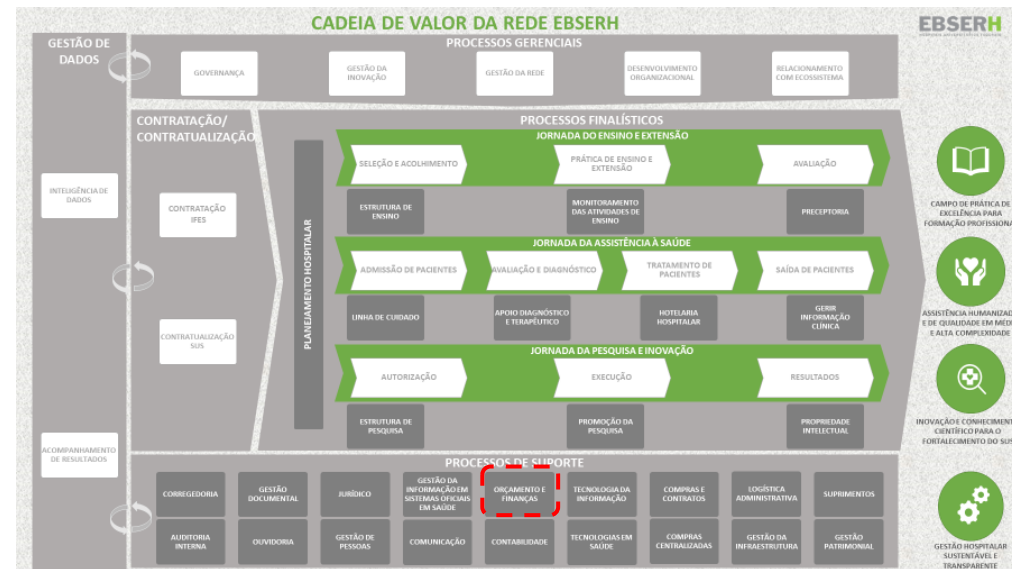 CADEIA DE VALOR DA REDE EBSERH
EBSERH
GESTÃO DE
DADOS
INTELIGÊNCIA DE
DADOS
ACOMPANHAMENTO
DE RESULTADOS
PROCESSOS GERENCIAIS
GOVERNANÇA
GESTÃO DA
INOVAÇÃO
GESTÃO DA REDE
DESENVOLVIMENTO
ORGANIZACIONAL
RELACIONAMENTO
COM ECOSSISTEMA
CONTRATAÇÃO/
CONTRATUALIZAÇÃO
CONTRATAÇÃO
IFES
CONTRATUALIZAÇÃO
SUS
PROCESSOS FINALÍSTICOS
PLANEJAMENTO HOSPITALAR
JORNADA DO ENSINO E EXTENSÃO
SELEÇÃO E ACOLHIMENTO
PRÁTICA DE ENSINO E
EXTENSÃO
AVALIAÇÃO
ESTRUTURA DE
ENSINO
MONITORAMENTO
DAS ATIVIDADES DE
ENSINO
PRECEPTORIA
JORNADA DA ASSISTÊNCIA À SAÚDE
ADMISSÃO DE PACIENTES
AVALIAÇÃO E DIAGNÓSTICO
TRATAMENTO DE
PACIENTES
SAÍDA DE PACIENTES
LINHA DE CUIDADO
APOIO DIAGNÓSTICO
E TERAPÊUTICO
HOTELARIA
HOSPITALAR
GERIR
INFORMAÇÃO
CLÍNICA
JORNADA DA PESQUISA E INOVAÇÃO
AUTORIZAÇÃO
EXECUÇÃO
RESULTADOS
ESTRUTURA DE
PESQUISA
PROMOÇÃO DA
PESQUISA
PROPRIEDADE
INTELECTUAL
PROCESSOS DE SUPORTE
CORREGEDORIA
GESTÃO
DOCUMENTAL
JURÍDICO
GESTÃO DA
INFORMAÇÃO EM
SISTEMAS OFICIAIS
EM SAÚDE
ORÇAMENTO E
FINANÇAS
TECNOLOGIA DA
INFORMAÇÃO
COMPRAS E
CONTRATOS
LOGÍSTICA
ADMINISTRATIVA
SUPRIMENTOS
AUDITORIA
INTERNA
OUVIDORIA
GESTÃO DE
PESSOAS
COMUNICAÇÃO
CONTABILIDADE
TECNOLOGIAS EM
SAÚDE
COMPRAS
CENTRALIZADAS
GESTÃO DA
INFRAESTRUTURA
GESTÃO
PATRIMONIAL
CAMPO DE PRÁTICA DE
EXCELÊNCIA PARA
FORMAÇÃO PROFISSIONA
ASSISTÊNCIA HUMANIZAD
E DE QUALIDADE EM MÉD
E ALTA COMPLEXIDADE
INOVAÇÃO E CONHECIMEN
CIENTÍFICO PARA O
FORTALECIMENTO DO SUS
GESTÃO HOSPITALAR
SUSTENTÁVEL E
TRANSPARENTE